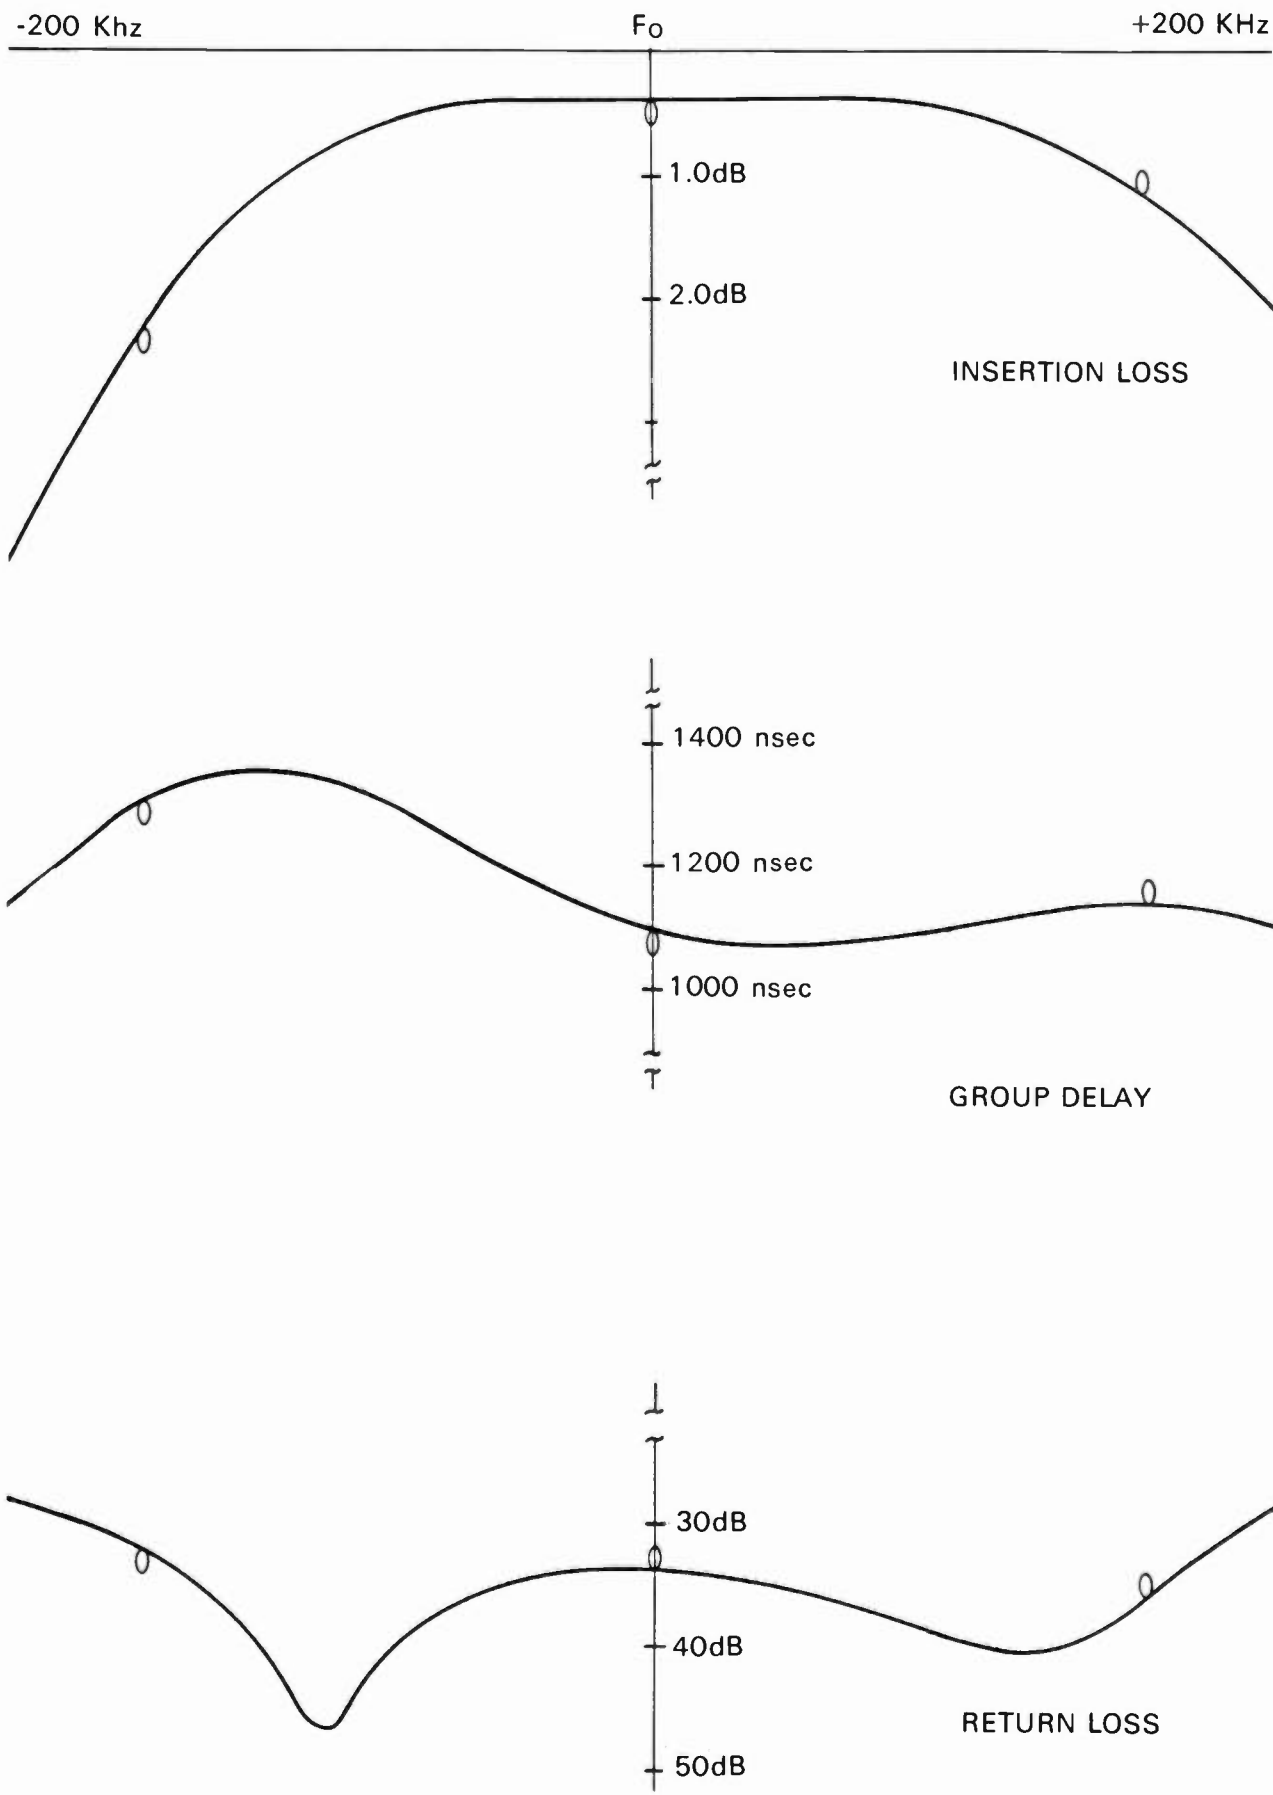 -200 Khz Fo +200 KHz
1.0dB
2.0dB
INSERTION LOSS
1400 nsec
1200 nsec
1000 nsec
GROUP DELAY
30dB
40dB
RETURN LOSS
50dB